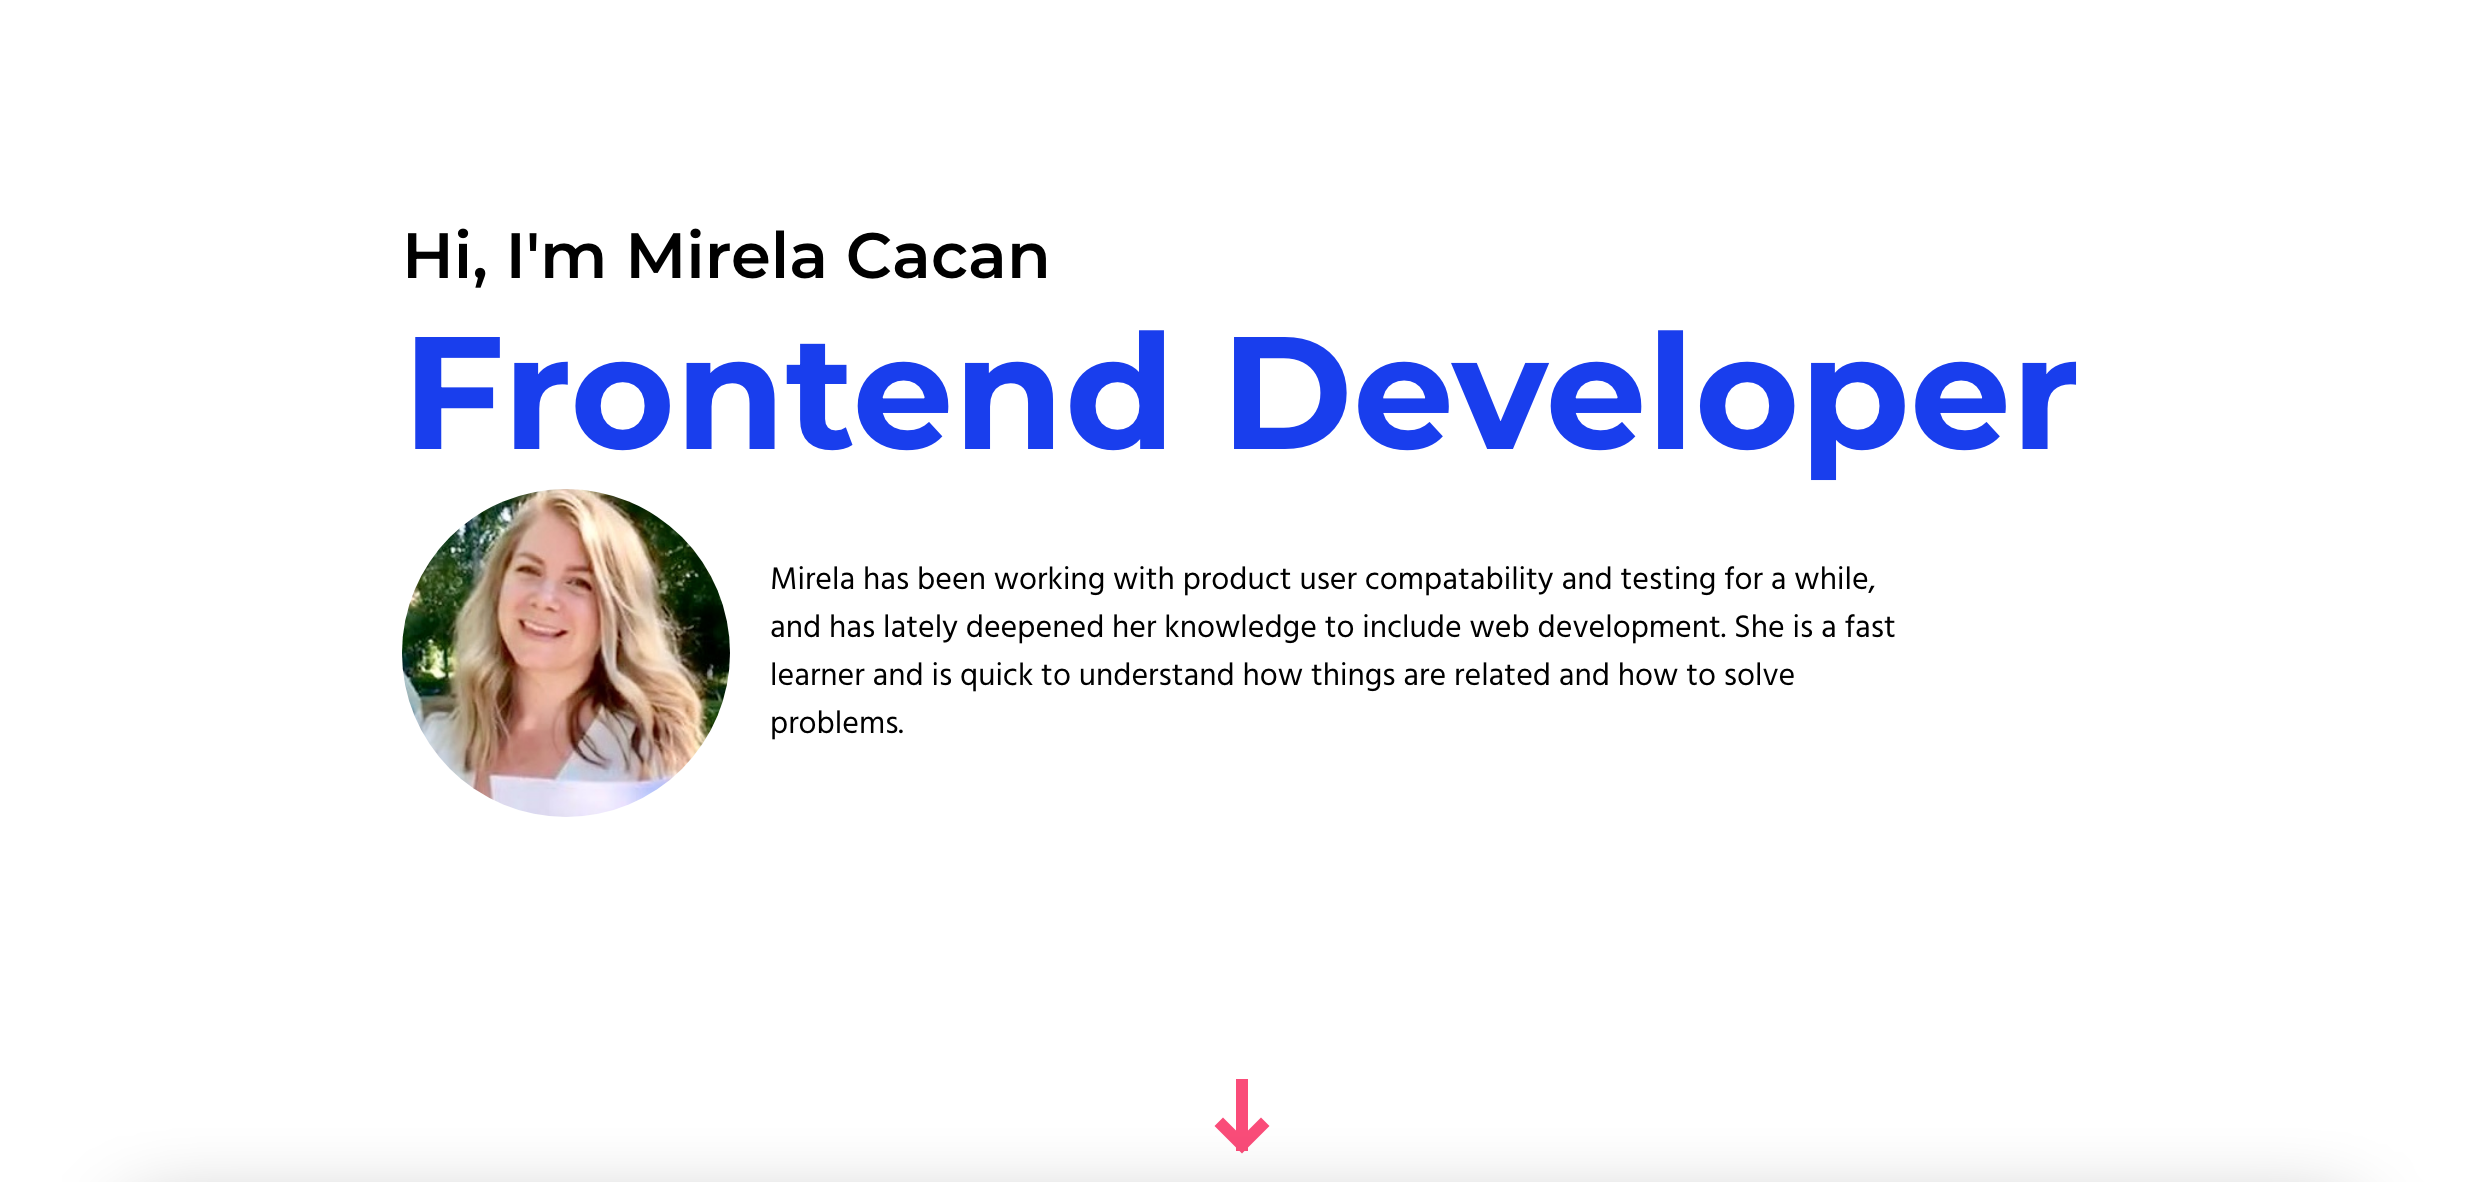 Hi, I'm Mirela Cacan
Frontend Developer
Mirela has been working with product user compatability and testing for a while,
and has lately deepened her knowledge to include web development. She is a fast
learner and is quick to understand how things are related and how to solve
problems.